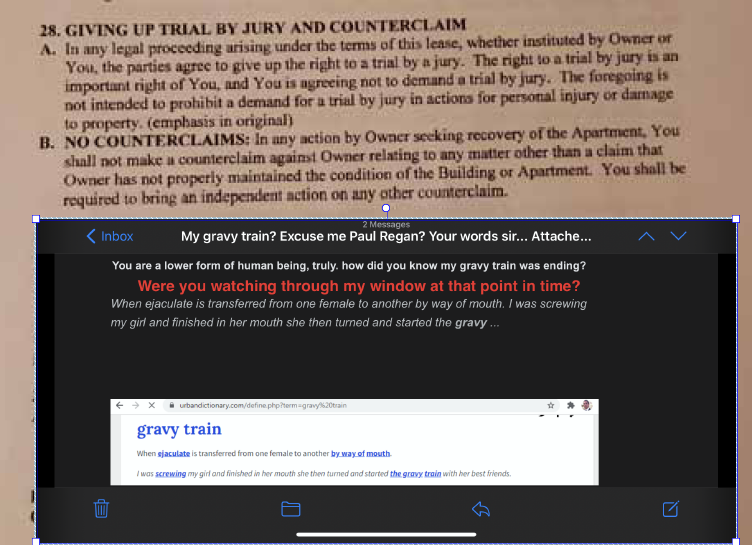 28. GIVING UP TRIAL BY JURY AND COUNTERCLAIM
A. In any legal proceeding arising under the terms of this lease, whether instituted by Owner or
You, the parties agree to give up the right to a trial by a jury. The right to a trial by jury is an
important right of You, and You is agreeing not to demand a trial by jury. The foregoing is
not intended to prohibit a demand for a trial by jury in actions for personal injury or damage
to property. (emphasis in original)
B. NO COUNTERCLAIMS: In any action by Owner seeking recovery of the Apartment, You
shall not make a counterclaim against Owner relating to any matter other than a claim that
Owner has not properly maintained the condition of the Building or Apartment. You shall be
required to bring an independent action on any other counterclaim.
2 Messages
Inbox
My gravy train? Excuse me Paul Regan? Your words sir... Attache...
You are a lower form of human being, truly. how did you know my gravy train was ending?
Were you watching through my window at that point in time?
When ejaculate is transferred from one female to another by way of mouth. I was screwing
my girl and finished in her mouth she then turned and started the gravy ...
urbandictionary.com/define.php?term=gravy%20train
gravy train
When ejaculate is transferred from one female to another by way of mouth.
I was screwing my girl and finished in her mouth she then turned and started the gravy train with her best friends.